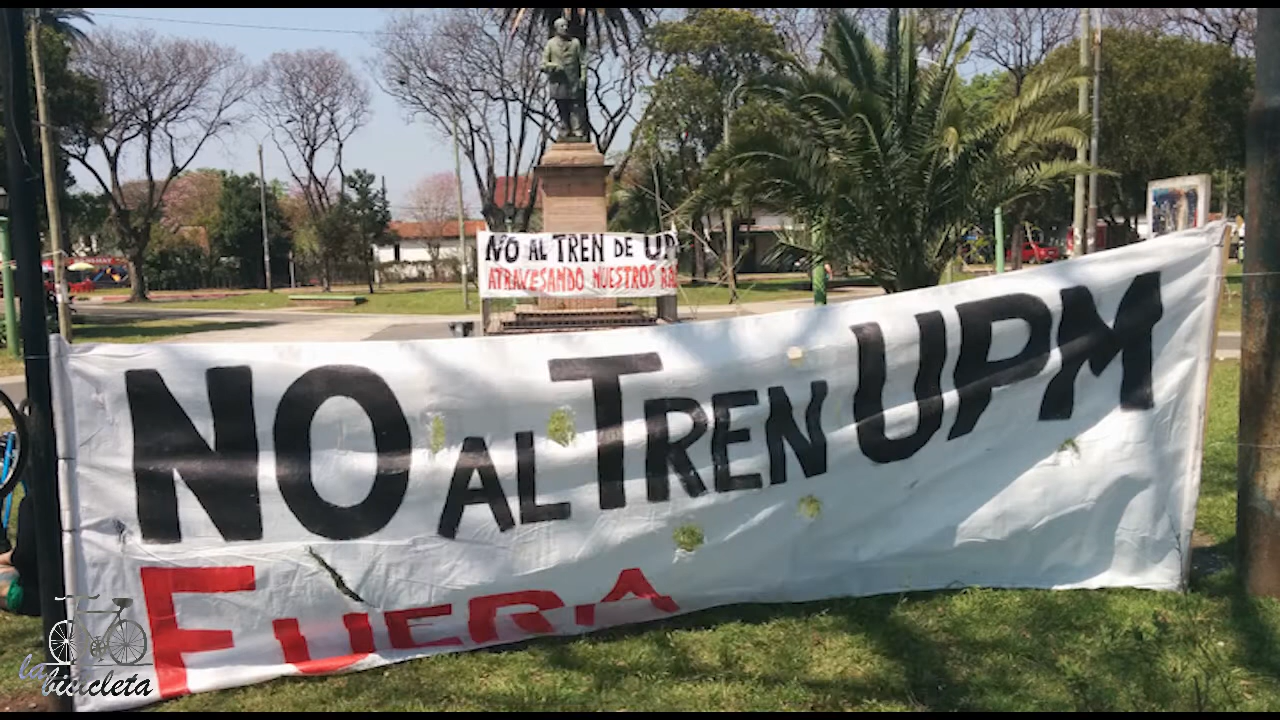 NO AL TREN DE UP
ATRAVESANDO NUESTROS
NO AL TREN UPM
FUERA
la bicicleta